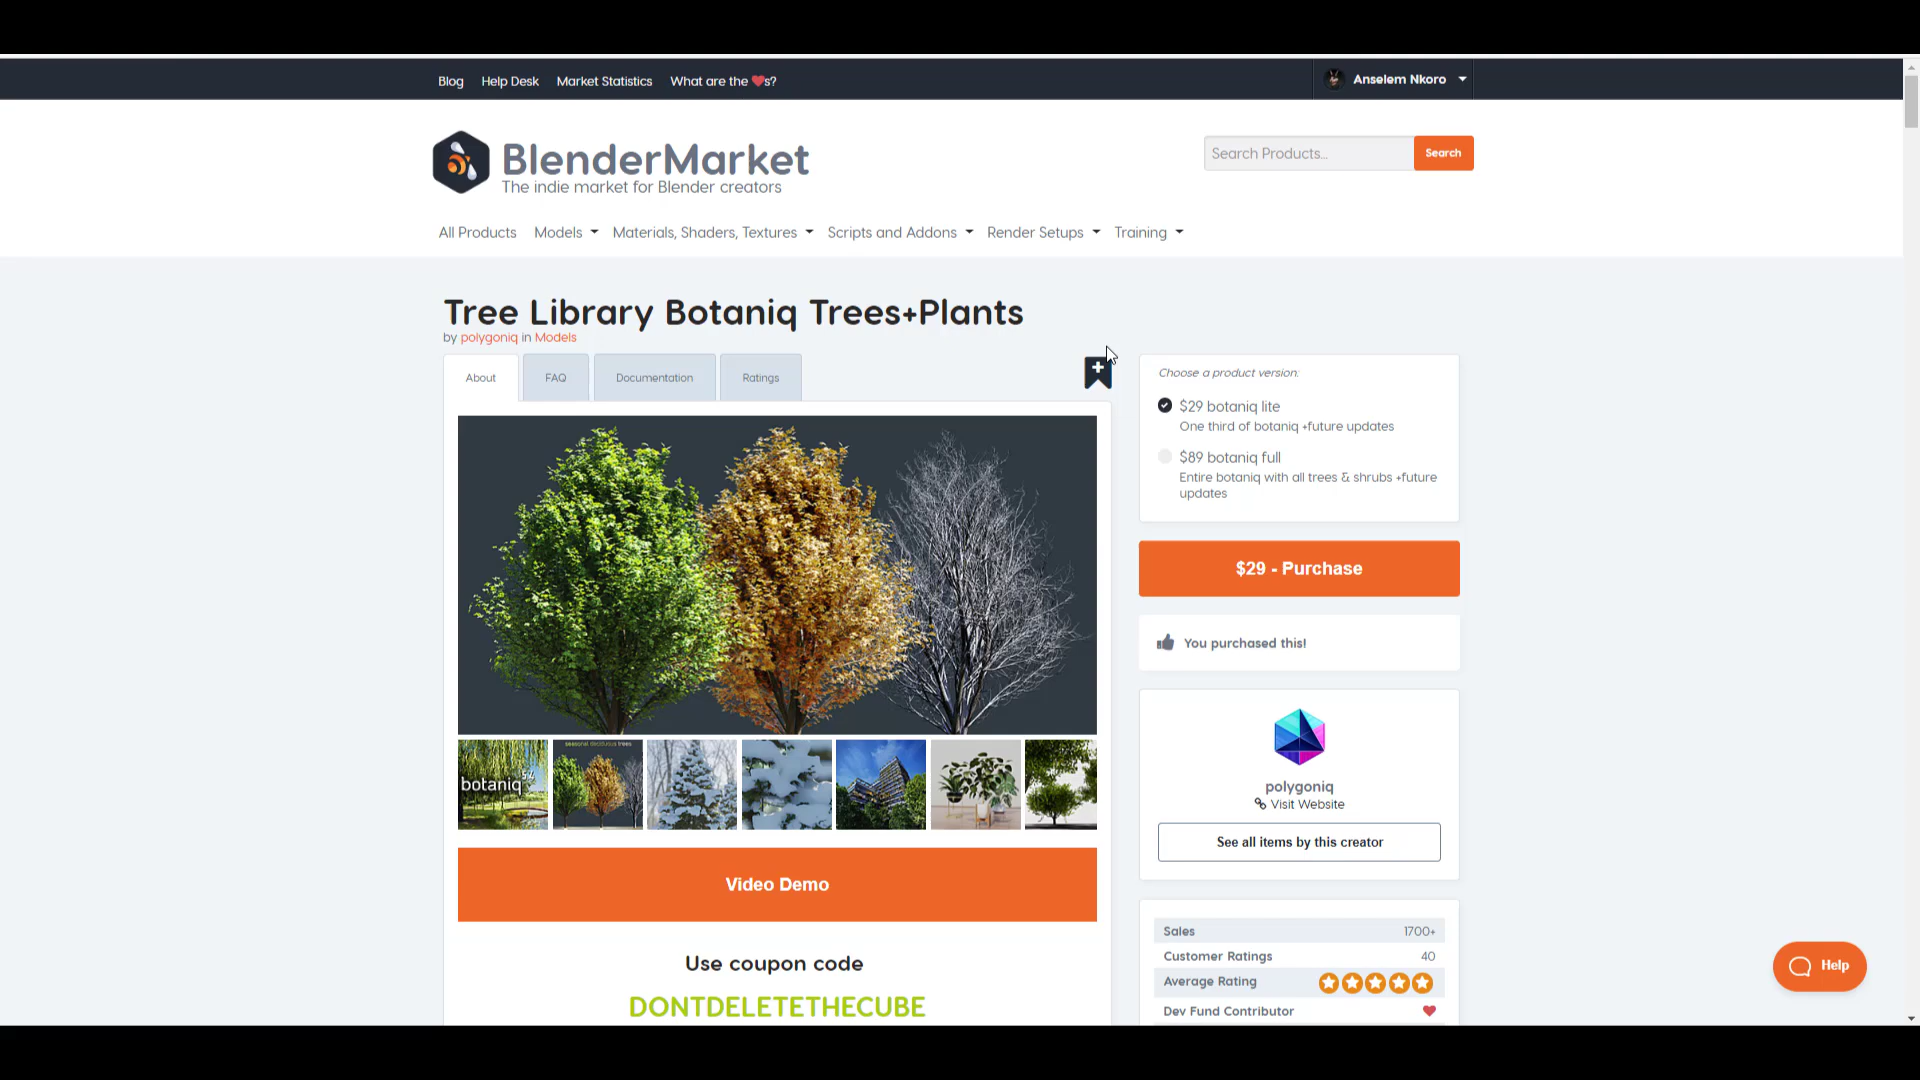 Blog Help Desk Market Statistics What are the ❤s? Anselem Nkoro
BlenderMarket
The indie market for Blender creators
Search Products... Search
All Products Models Materials, Shaders, Textures Scripts and Addons Render Setups Training
Tree Library Botaniq Trees+Plants
by polygoniq in Models
About FAQ Documentation Ratings
Choose a product version:
$29 botaniq lite
One third of botaniq +future updates
$89 botaniq full
Entire botaniq with all trees & shrubs +future
updates
$29 - Purchase
You purchased this!
seasonal deciduous trees
botaniq
polygoniq
Visit Website
See all items by this creator
Video Demo
Use coupon code
DONTDELETETHECUBE
Sales 1700+
Customer Ratings 40
Average Rating
Dev Fund Contributor
Help